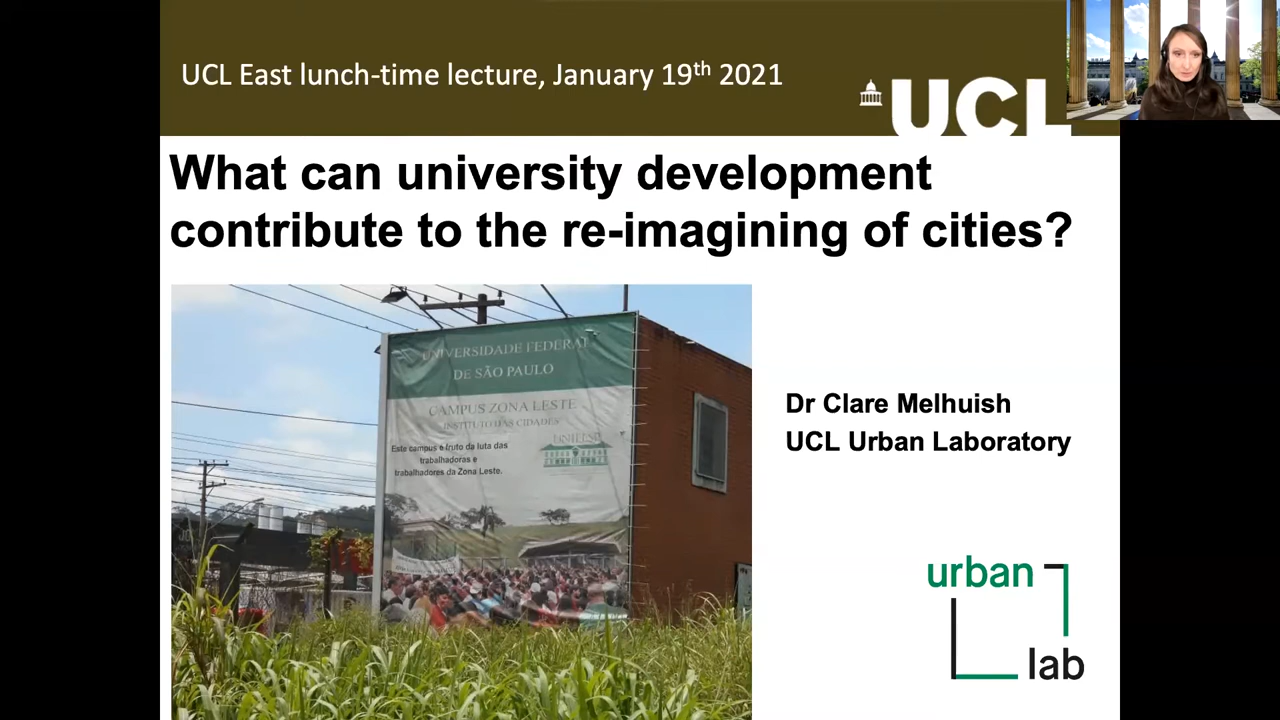 UCL East lunch-time lecture, January 19th 2021
UCL
What can university development
contribute to the re-imagining of cities?
UNIVERSIDADE FEDERAL
DE SÃO PAULO
CAMPUS ZONA LESTE
INSTITUTO DAS CIDADES
Este campus é fruto da luta das
trabalhadoras e
trabalhadores da Zona Leste.
UNIFESP
Dr Clare Melhuish
UCL Urban Laboratory
urban
lab